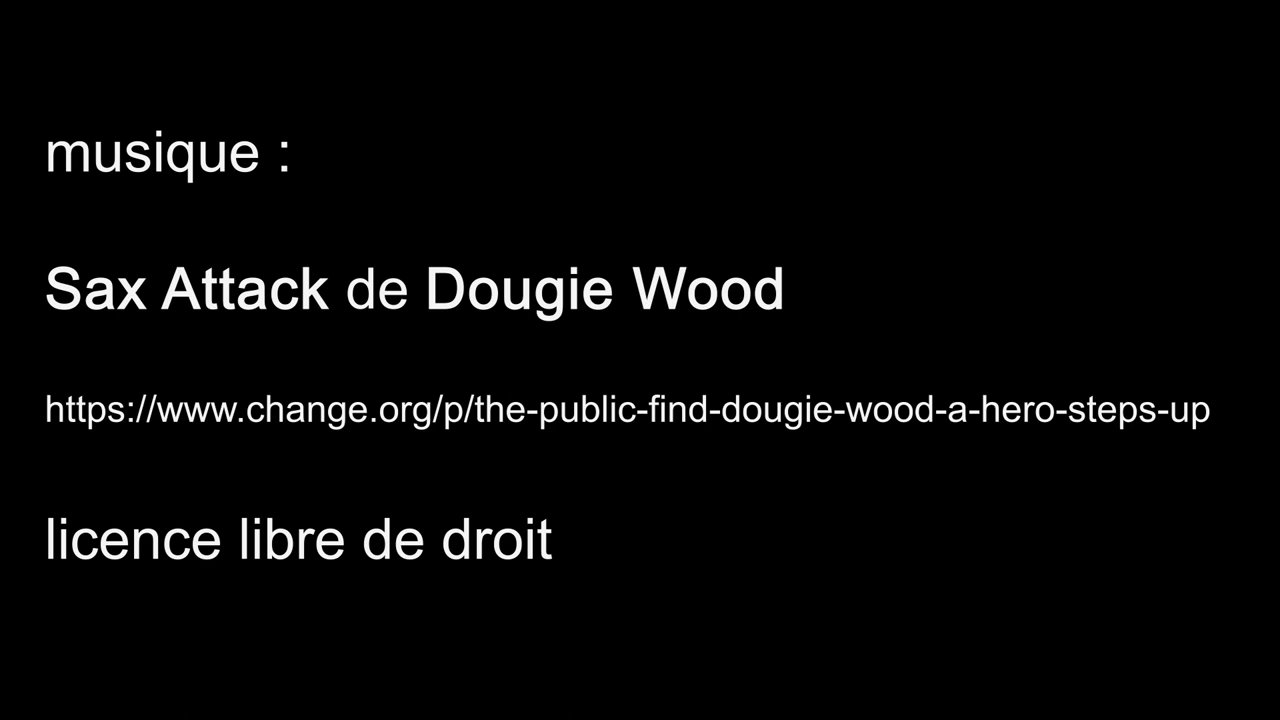 musique :
Sax Attack de Dougie Wood
https://www.change.org/p/the-public-find-dougie-wood-a-hero-steps-up
licence libre de droit